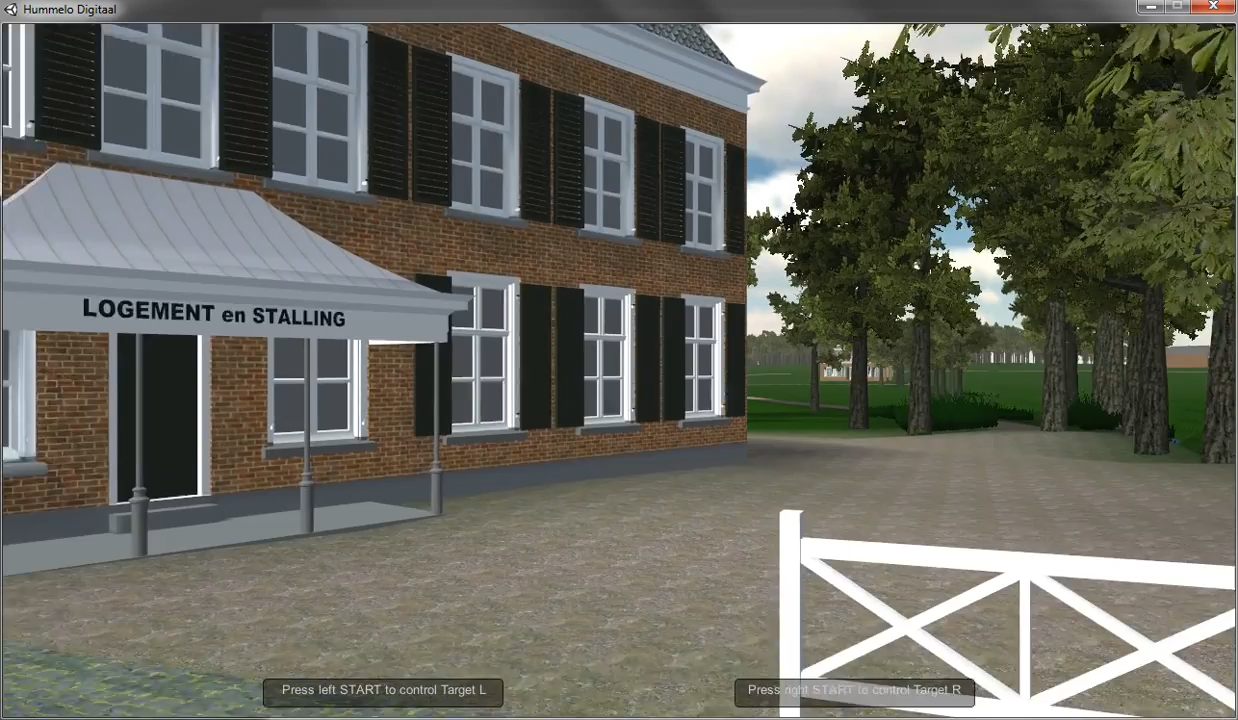 Hummelo Digitaal
LOGEMENT en STALLING
Press left START to control Target L
Press right START to control Target R